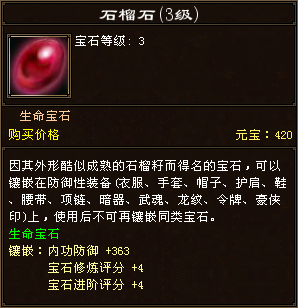 石榴石(3级)
宝石等级: 3
生命宝石
购买价格 元宝: 420
因其外形酷似成熟的石榴籽而得名的宝石，可以
镶嵌在防御性装备(衣服、手套、帽子、护肩、鞋
、腰带、项链、暗器、武魂、龙纹、令牌、豪侠
印)上，使用后不可再镶嵌同类宝石。
生命宝石
镶嵌: 内功防御 +363
宝石修炼评分 +4
宝石进阶评分 +4